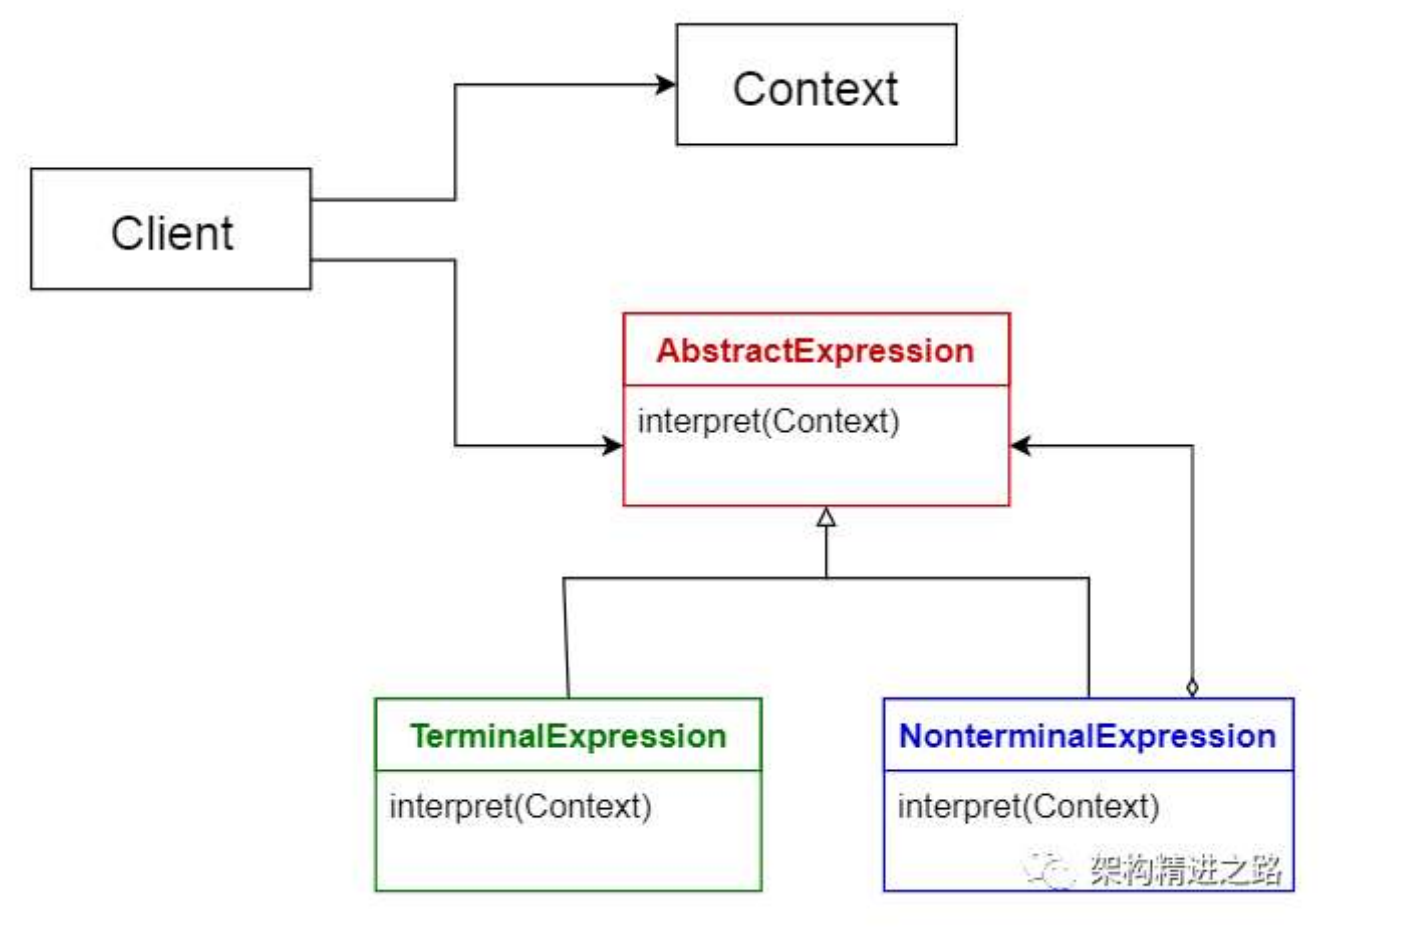 Context
Client
AbstractExpression
interpret(Context)
TerminalExpression
interpret(Context)
NonterminalExpression
interpret(Context)
架构精进之路